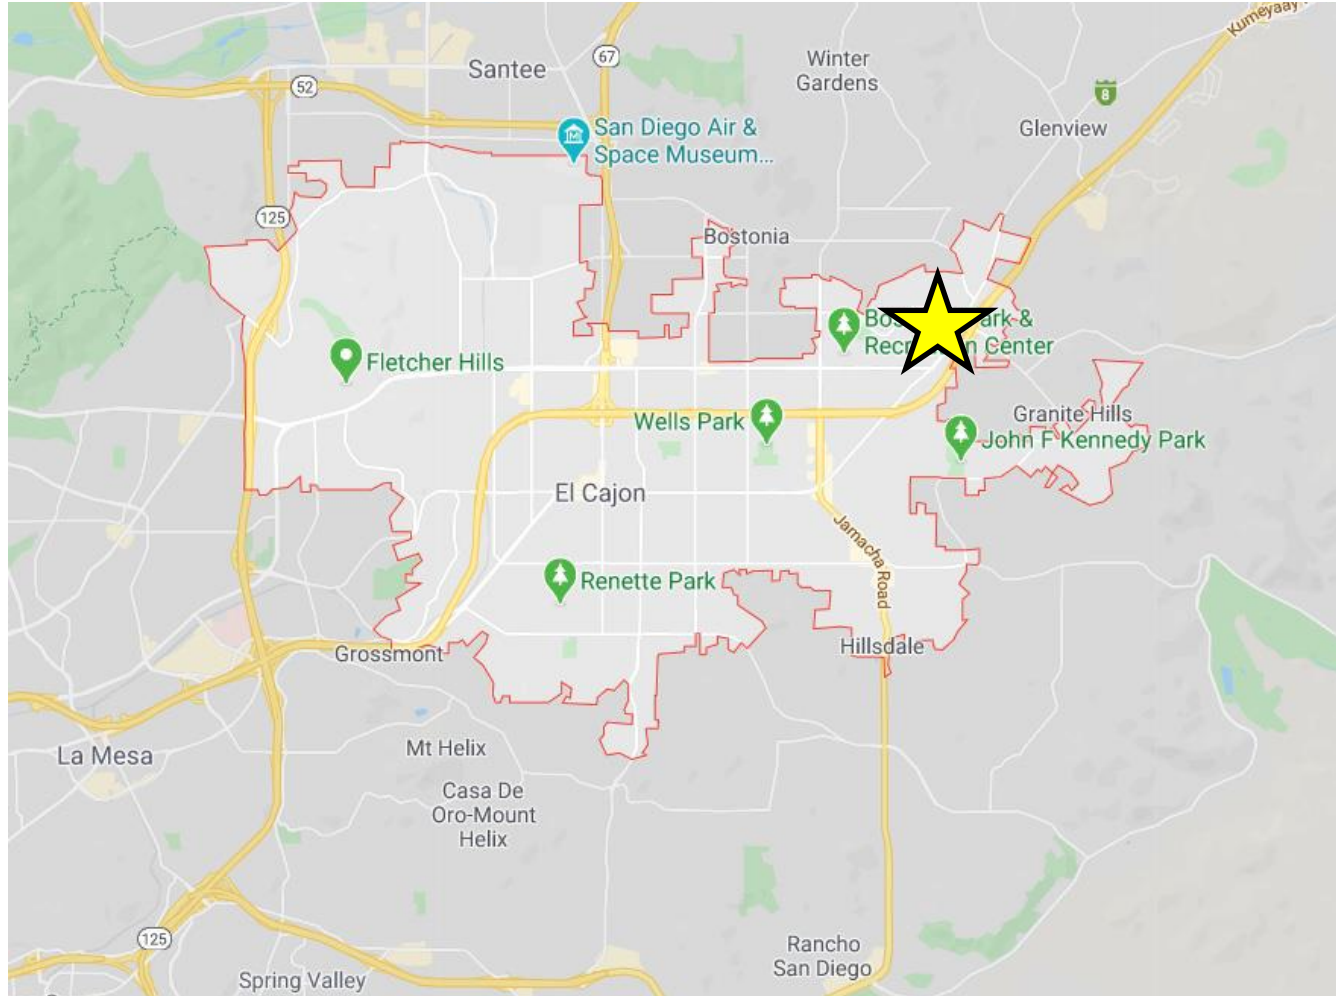 Kumeyaay
67
Winter
Gardens
Santee
52
8
San Diego Air &
Space Museum...
Glenview
125
Bostonia
Park &
Recreation Center
Fletcher Hills
Granite Hills
Wells Park
John F Kennedy Park
El Cajon
Jamacha Road
Renette Park
Hillsdale
Grossmont
Mt Helix
La Mesa
Casa De
Oro-Mount
Helix
125
Rancho
San Diego
Spring Valley